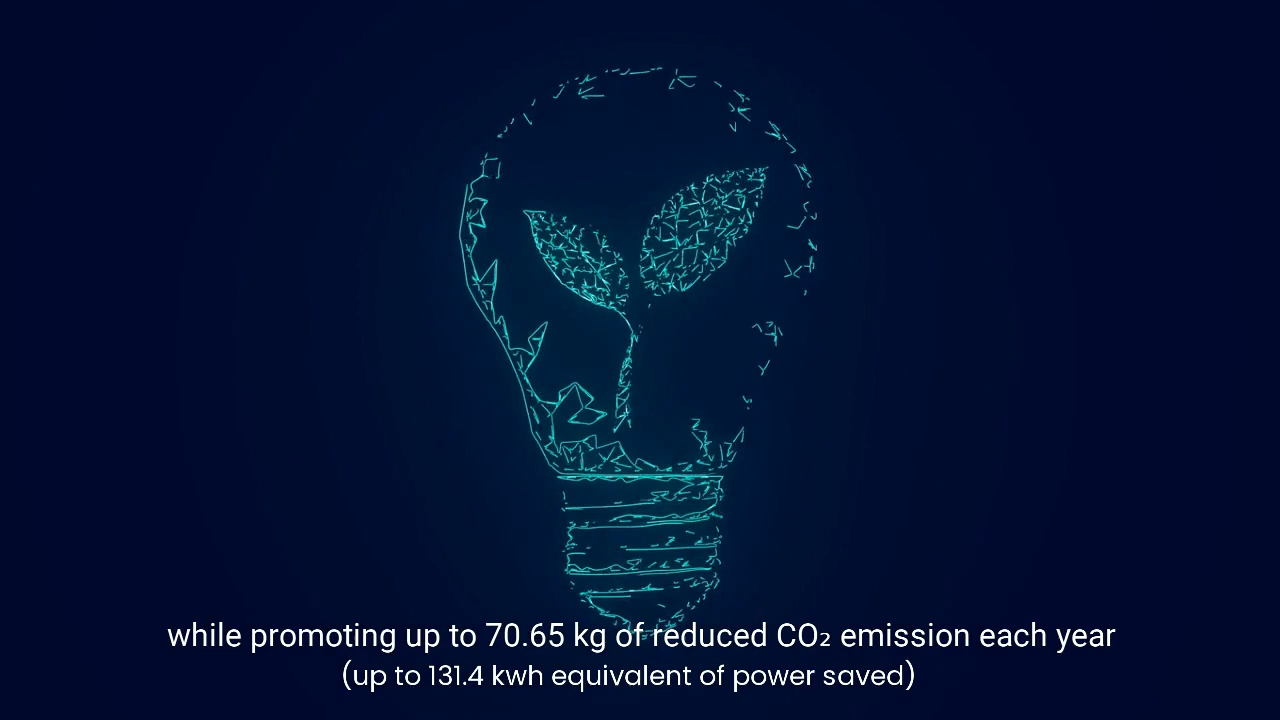 while promoting up to 70.65 kg of reduced CO₂ emission each year
(up to 131.4 kwh equivalent of power saved)